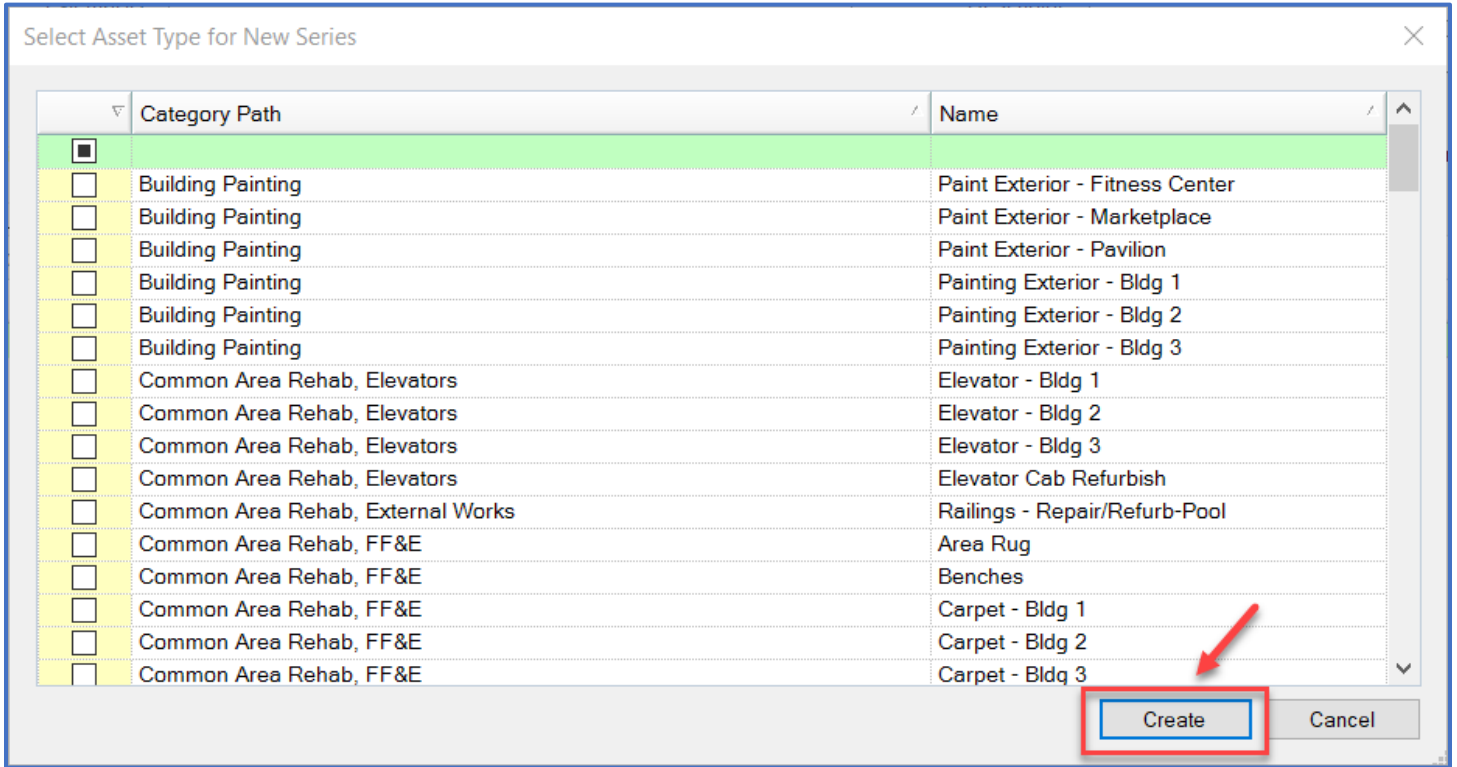 Select Asset Type for New Series
Category Path Name
Building Painting Paint Exterior - Fitness Center
Building Painting Paint Exterior - Marketplace
Building Painting Paint Exterior - Pavilion
Building Painting Painting Exterior - Bldg 1
Building Painting Painting Exterior - Bldg 2
Building Painting Painting Exterior - Bldg 3
Common Area Rehab, Elevators Elevator - Bldg 1
Common Area Rehab, Elevators Elevator - Bldg 2
Common Area Rehab, Elevators Elevator - Bldg 3
Common Area Rehab, Elevators Elevator Cab Refurbish
Common Area Rehab, External Works Railings - Repair/Refurb-Pool
Common Area Rehab, FF&E Area Rug
Common Area Rehab, FF&E Benches
Common Area Rehab, FF&E Carpet - Bldg 1
Common Area Rehab, FF&E Carpet - Bldg 2
Common Area Rehab, FF&E Carpet - Bldg 3
Create Cancel